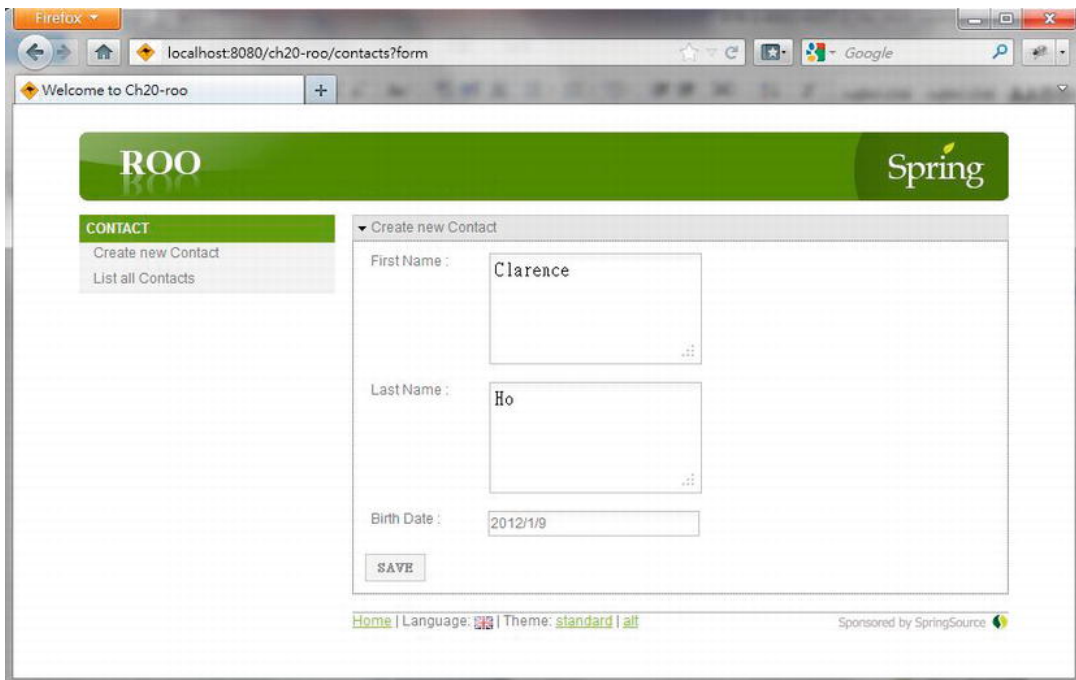 Firefox
localhost:8080/ch20-roo/contacts?form
Google
Welcome to Ch20-roo
+
ROO
Spring
CONTACT
Create new Contact
List all Contacts
Create new Contact
First Name :
Clarence
Last Name :
Ho
Birth Date :
2012/1/9
SAVE
Home | Language: | Theme: standard | alt
Sponsored by SpringSource